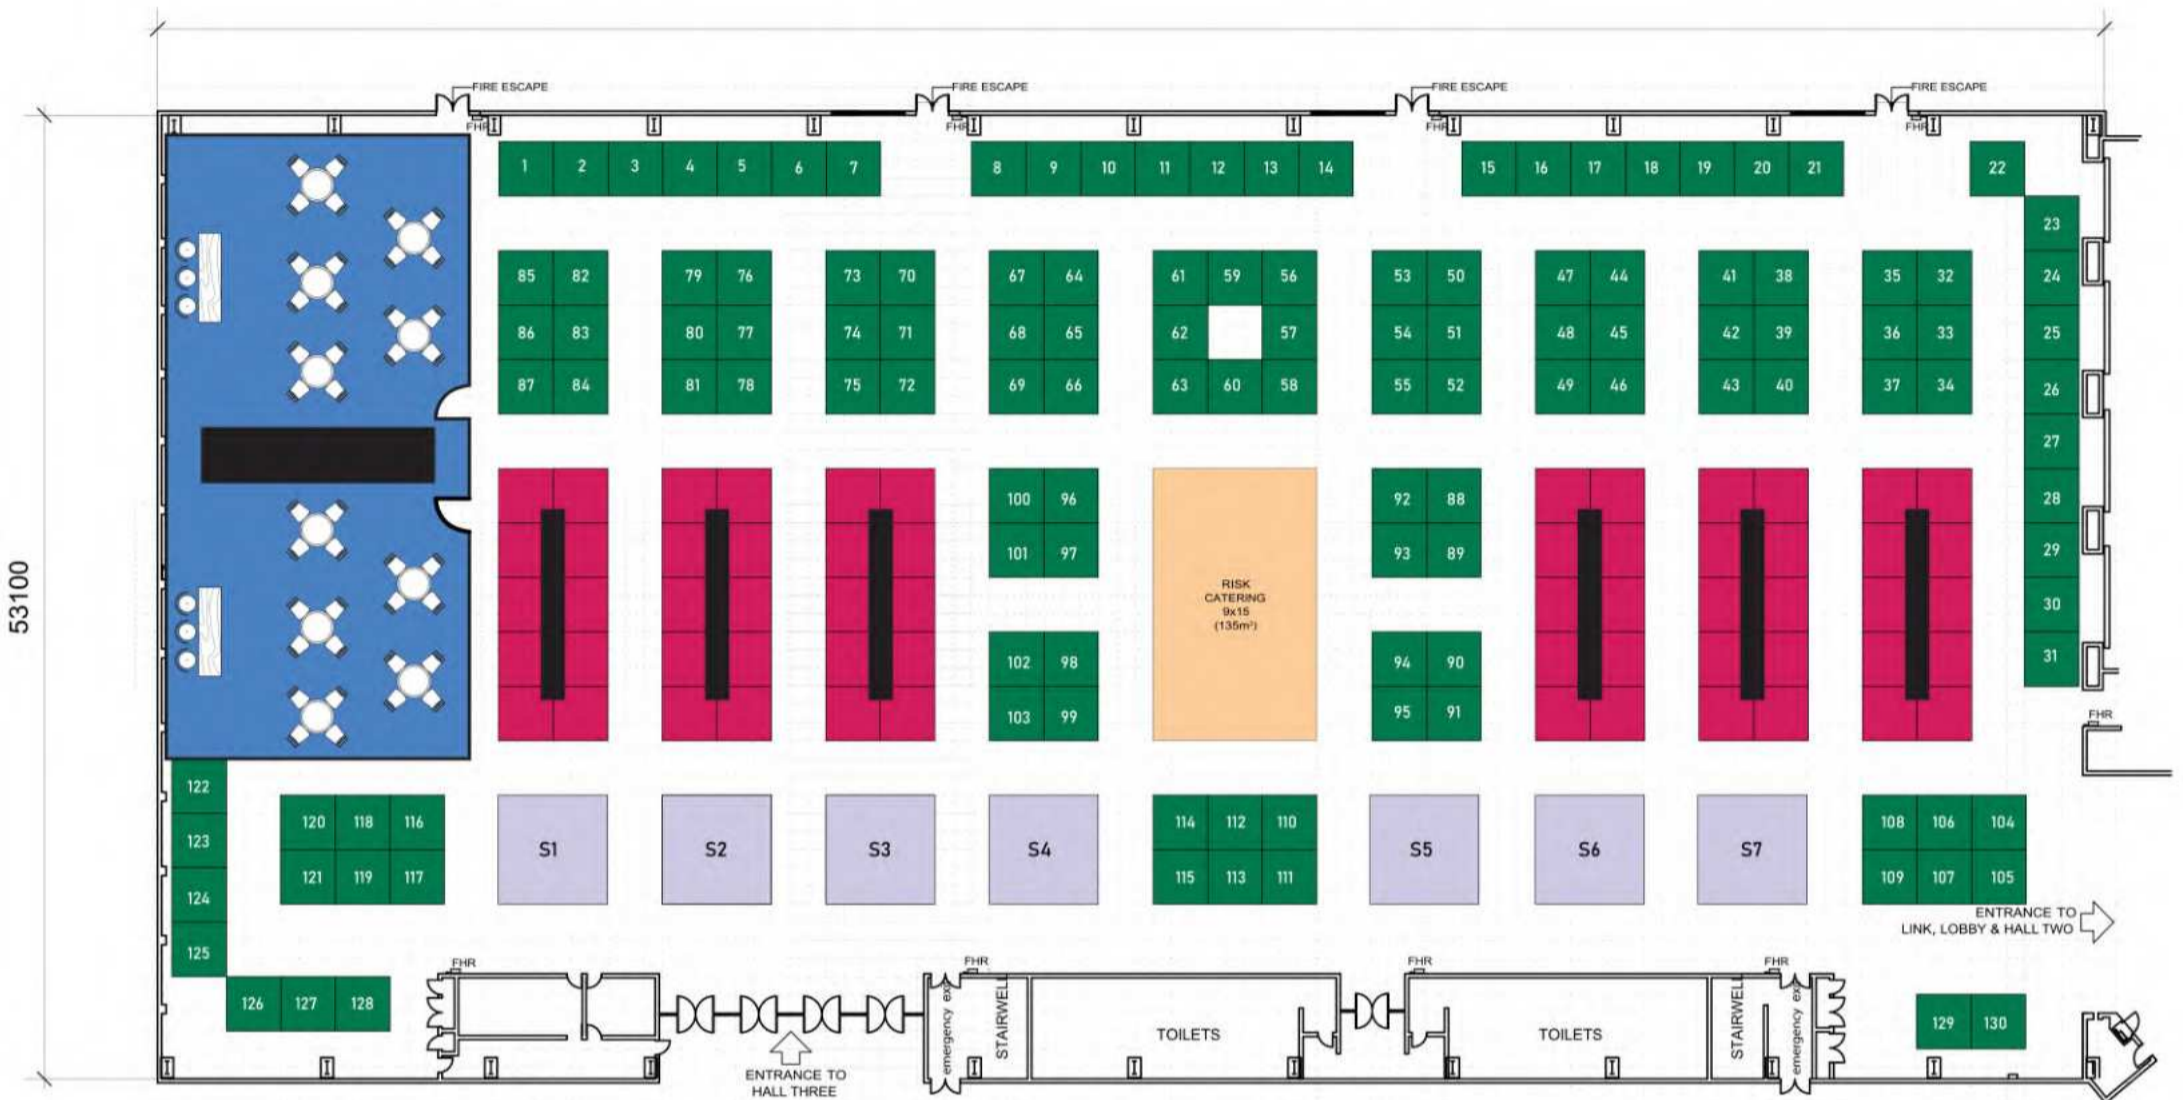 FIRE ESCAPE FIRE ESCAPE FIRE ESCAPE FIRE ESCAPE
FHR FHR FHR FHR
1 2 3 4 5 6 7 8 9 10 11 12 13 14 15 16 17 18 19 20 21 22
23
85 82 79 76 73 70 67 64 61 59 56 53 50 47 44 41 38 35 32 24
86 83 80 77 74 71 68 65 62 57 54 51 48 45 42 39 36 33 25
87 84 81 78 75 72 69 66 63 60 58 55 52 49 46 43 40 37 34 26
27
100 96 92 88 28
101 97 93 89 29
53100
RISK
CATERING
9x15
(135m²)
30
102 98 94 90 31
103 99 95 91
FHR
122
120 118 116 114 112 110 108 106 104
123 S1 S2 S3 S4 S5 S6 S7
121 119 117 115 113 111 109 107 105
124
ENTRANCE TO
LINK, LOBBY & HALL TWO
125
FHR FHR FHR FHR
126 127 128
129 130
emergency exit STAIRWELL TOILETS TOILETS STAIRWELL emergency exit
ENTRANCE TO
HALL THREE